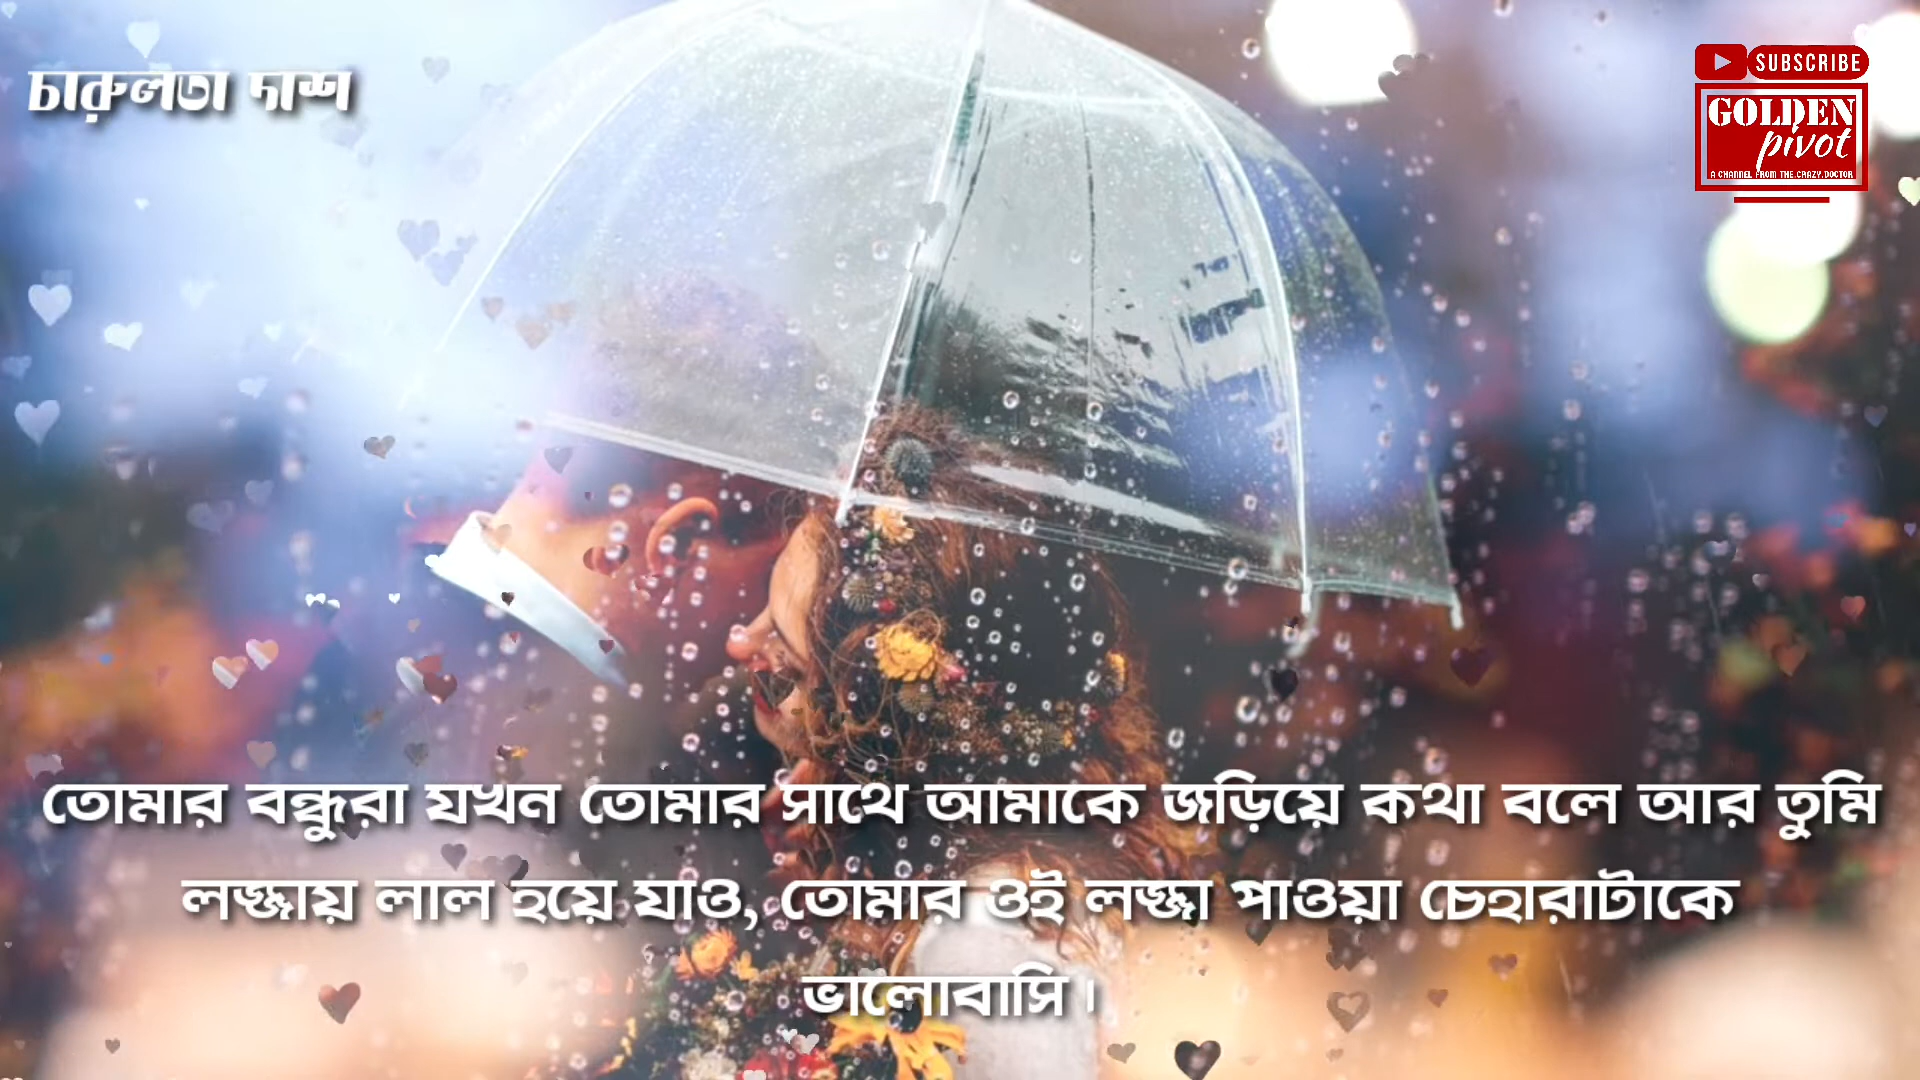 চারুলতা দাশ
SUBSCRIBE
GOLDEN
pivot
A CHANNEL FROM THE.CRAZY.DOCTOR
তোমার বন্ধুরা যখন তোমার সাথে আমাকে জড়িয়ে কথা বলে আর তুমি
লজ্জায় লাল হয়ে যাও, তোমার ওই লজ্জা পাওয়া চেহারাটাকে
ভালোবাসি।